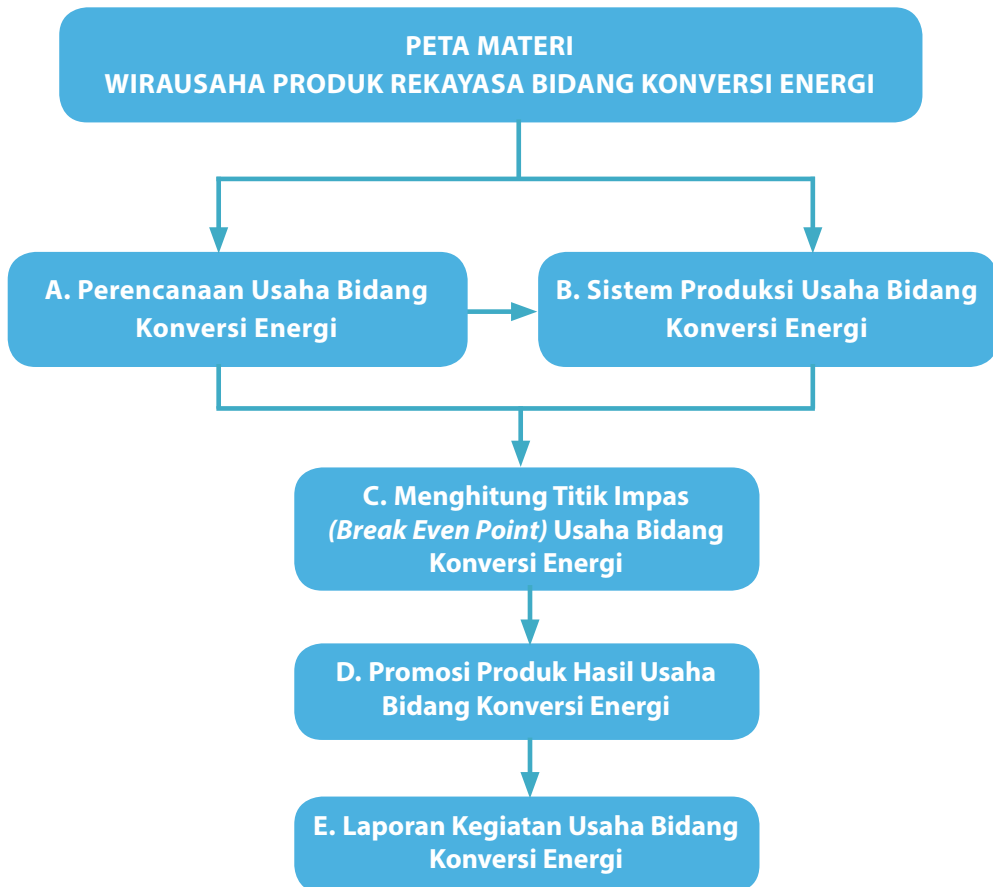 PETA MATERI
WIRAUSAHA PRODUK REKAYASA BIDANG KONVERSI ENERGI
A. Perencanaan Usaha Bidang
Konversi Energi
B. Sistem Produksi Usaha Bidang
Konversi Energi
C. Menghitung Titik Impas
(Break Even Point) Usaha Bidang
Konversi Energi
D. Promosi Produk Hasil Usaha
Bidang Konversi Energi
E. Laporan Kegiatan Usaha Bidang
Konversi Energi